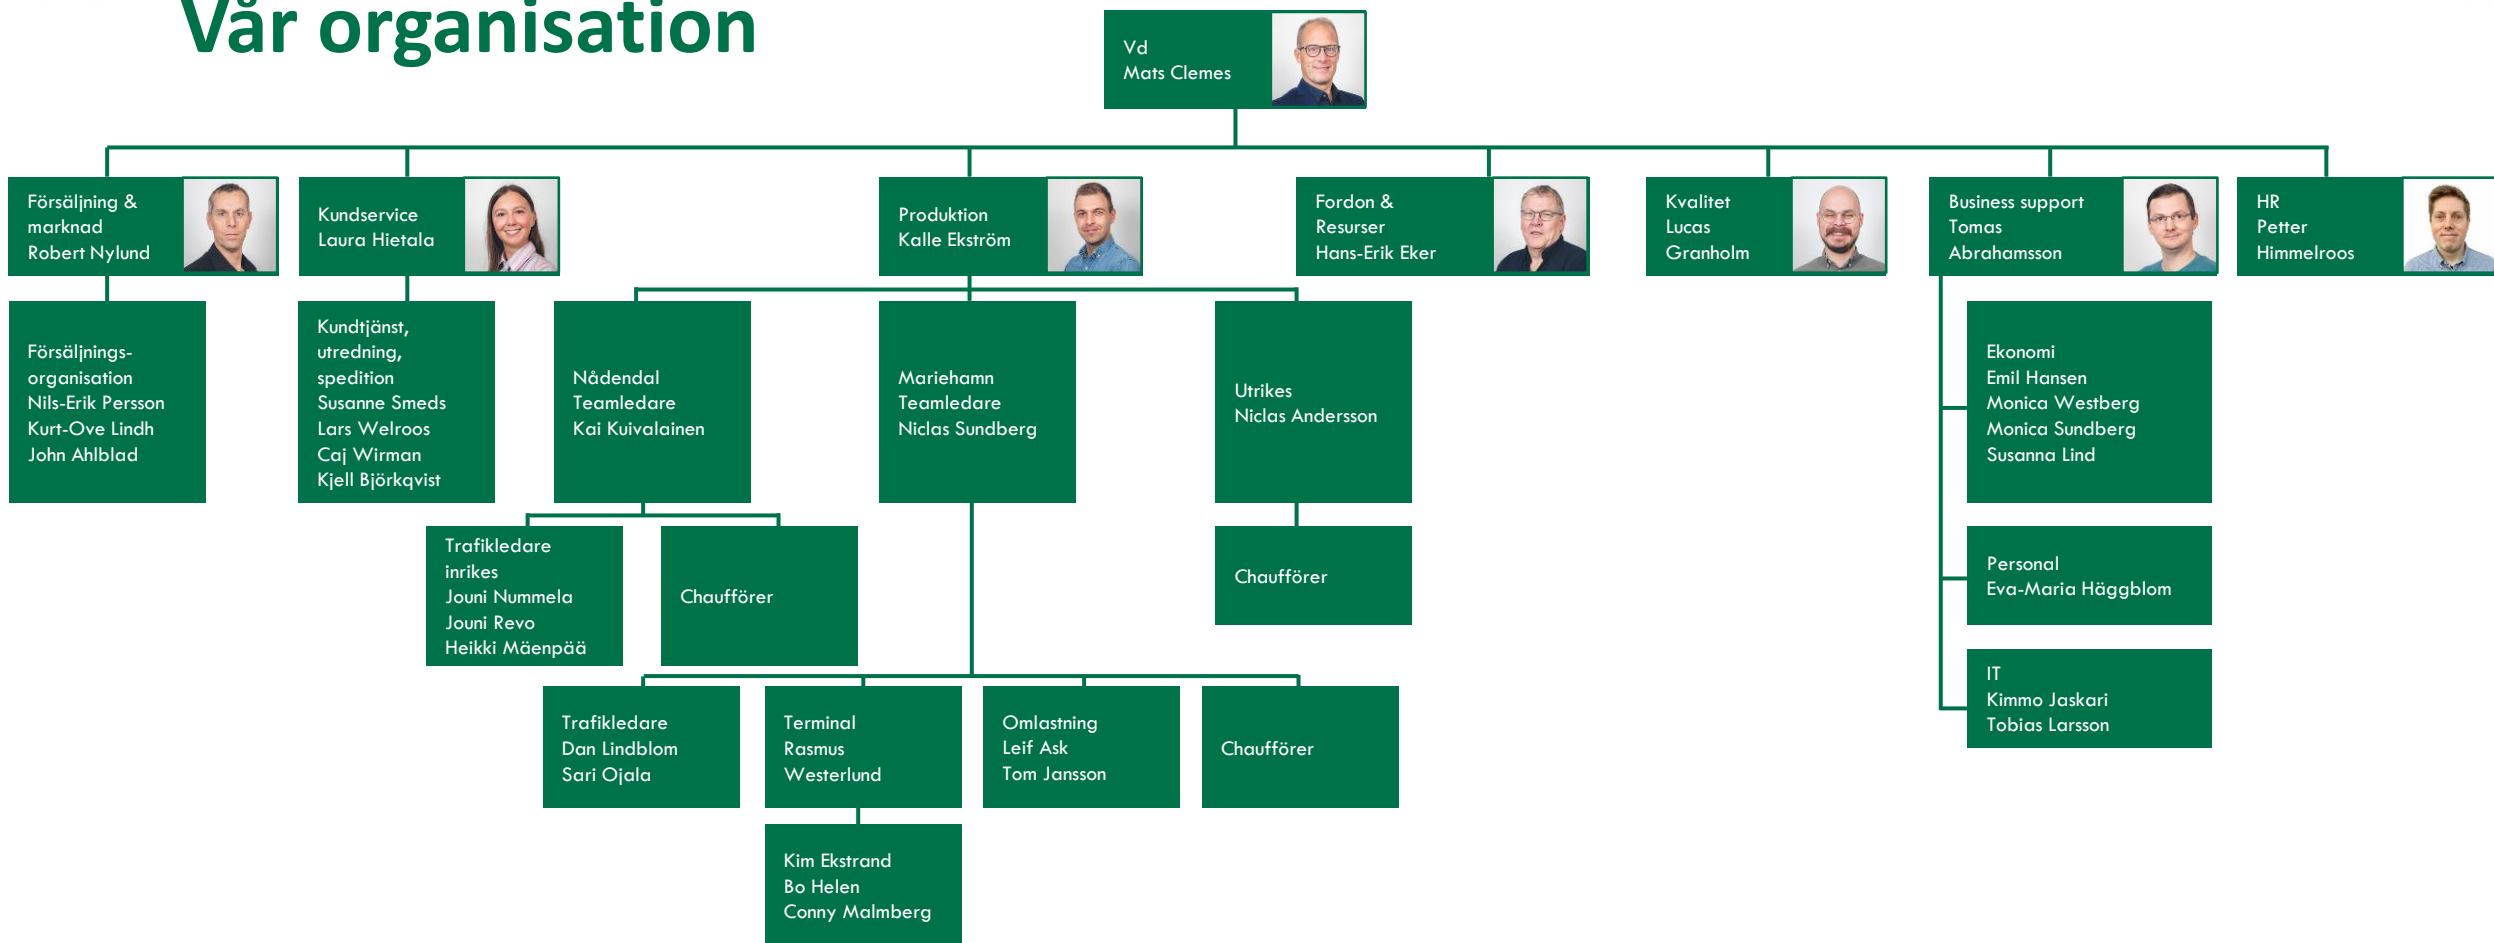 Vår organisation
Vd
Mats Clemes
Försäljning &
marknad
Robert Nylund
Kundservice
Laura Hietala
Produktion
Kalle Ekström
Fordon &
Resurser
Hans-Erik Eker
Kvalitet
Lucas
Granholm
Business support
Tomas
Abrahamsson
HR
Petter
Himmelroos
Försäljnings-
organisation
Nils-Erik Persson
Kurt-Ove Lindh
John Ahlblad
Kundtjänst,
utredning,
spedition
Susanne Smeds
Lars Welroos
Caj Wirman
Kjell Björkqvist
Nådendal
Teamledare
Kai Kuivalainen
Mariehamn
Teamledare
Niclas Sundberg
Utrikes
Niclas Andersson
Ekonomi
Emil Hansen
Monica Westberg
Monica Sundberg
Susanna Lind
Trafikledare
inrikes
Jouni Nummela
Jouni Revo
Heikki Mäenpää
Chaufförer
Chaufförer
Personal
Eva-Maria Häggblom
IT
Kimmo Jaskari
Tobias Larsson
Trafikledare
Dan Lindblom
Sari Ojala
Terminal
Rasmus
Westerlund
Omlastning
Leif Ask
Tom Jansson
Chaufförer
Kim Ekstrand
Bo Helen
Conny Malmberg